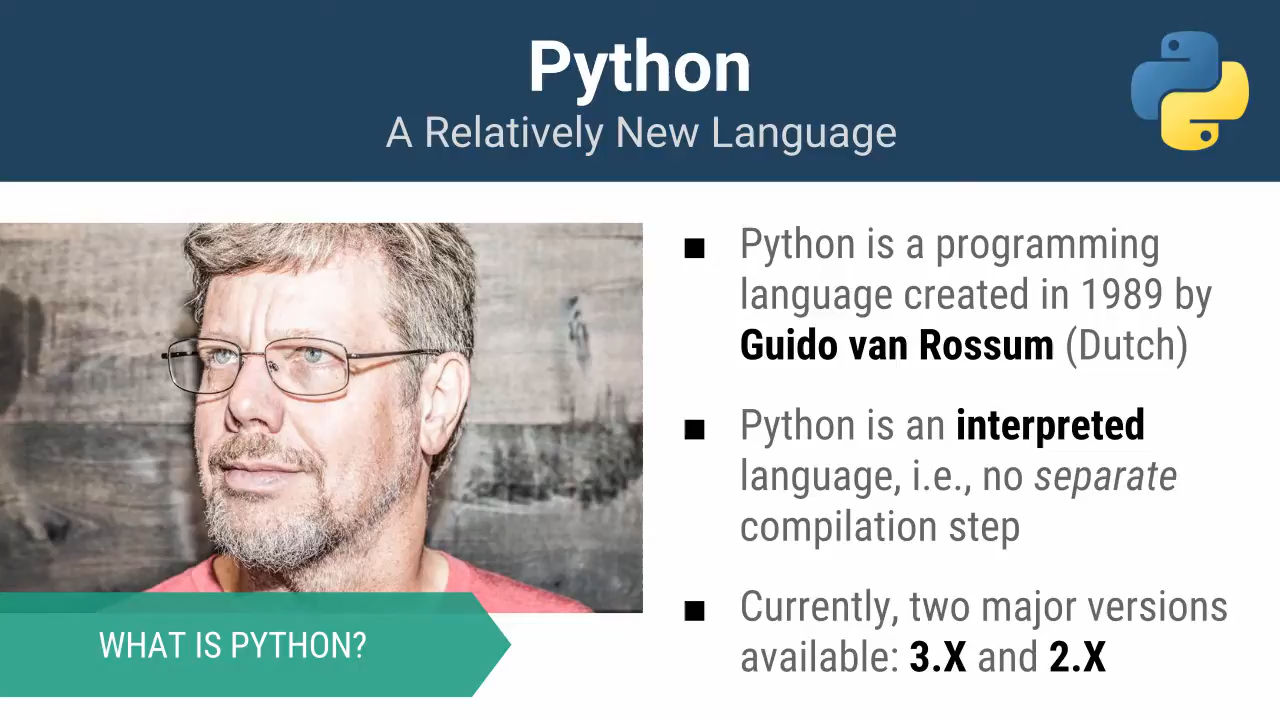 Python
A Relatively New Language
■ Python is a programming
language created in 1989 by
Guido van Rossum (Dutch)
■ Python is an interpreted
language, i.e., no separate
compilation step
■ Currently, two major versions
available: 3.X and 2.X
WHAT IS PYTHON?